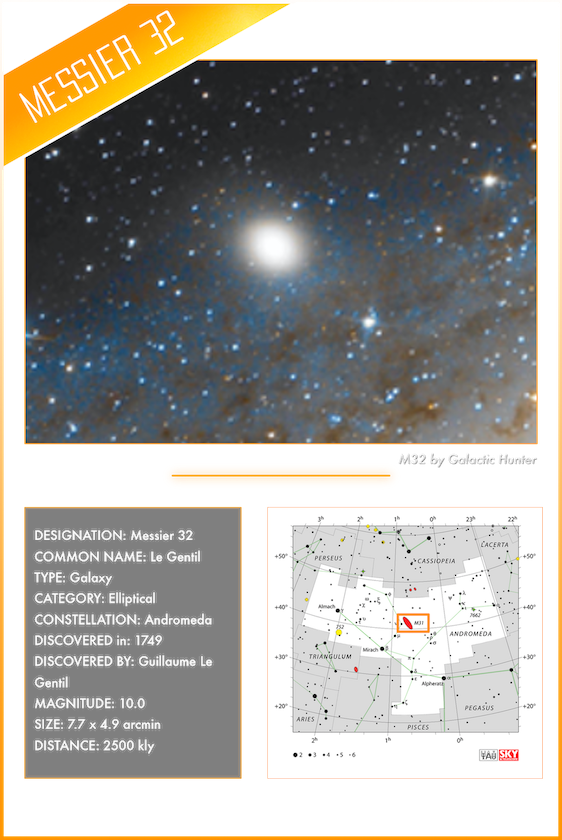 MESSIER 32
M32 by Galactic Hunter
DESIGNATION: Messier 32
COMMON NAME: Le Gentil
TYPE: Galaxy
CATEGORY: Elliptical
CONSTELLATION: Andromeda
DISCOVERED in: 1749
DISCOVERED BY: Guillaume Le
Gentil
MAGNITUDE: 10.0
SIZE: 7.7 x 4.9 arcmin
DISTANCE: 2500 kly
3h 2h 1h 0h 23h 22h
LACERTA
PERSEUS
CASSIOPEIA
+50° +50°
+40° +40°
Almach
7662
M31
752
ANDROMEDA
Mirach β
+30° +30°
TRIANGULUM
Alpheratz α
+20° +20°
ARIES
PEGASUS
PISCES
2h 1h 0h
2 3 4 5 6
IAU SKY